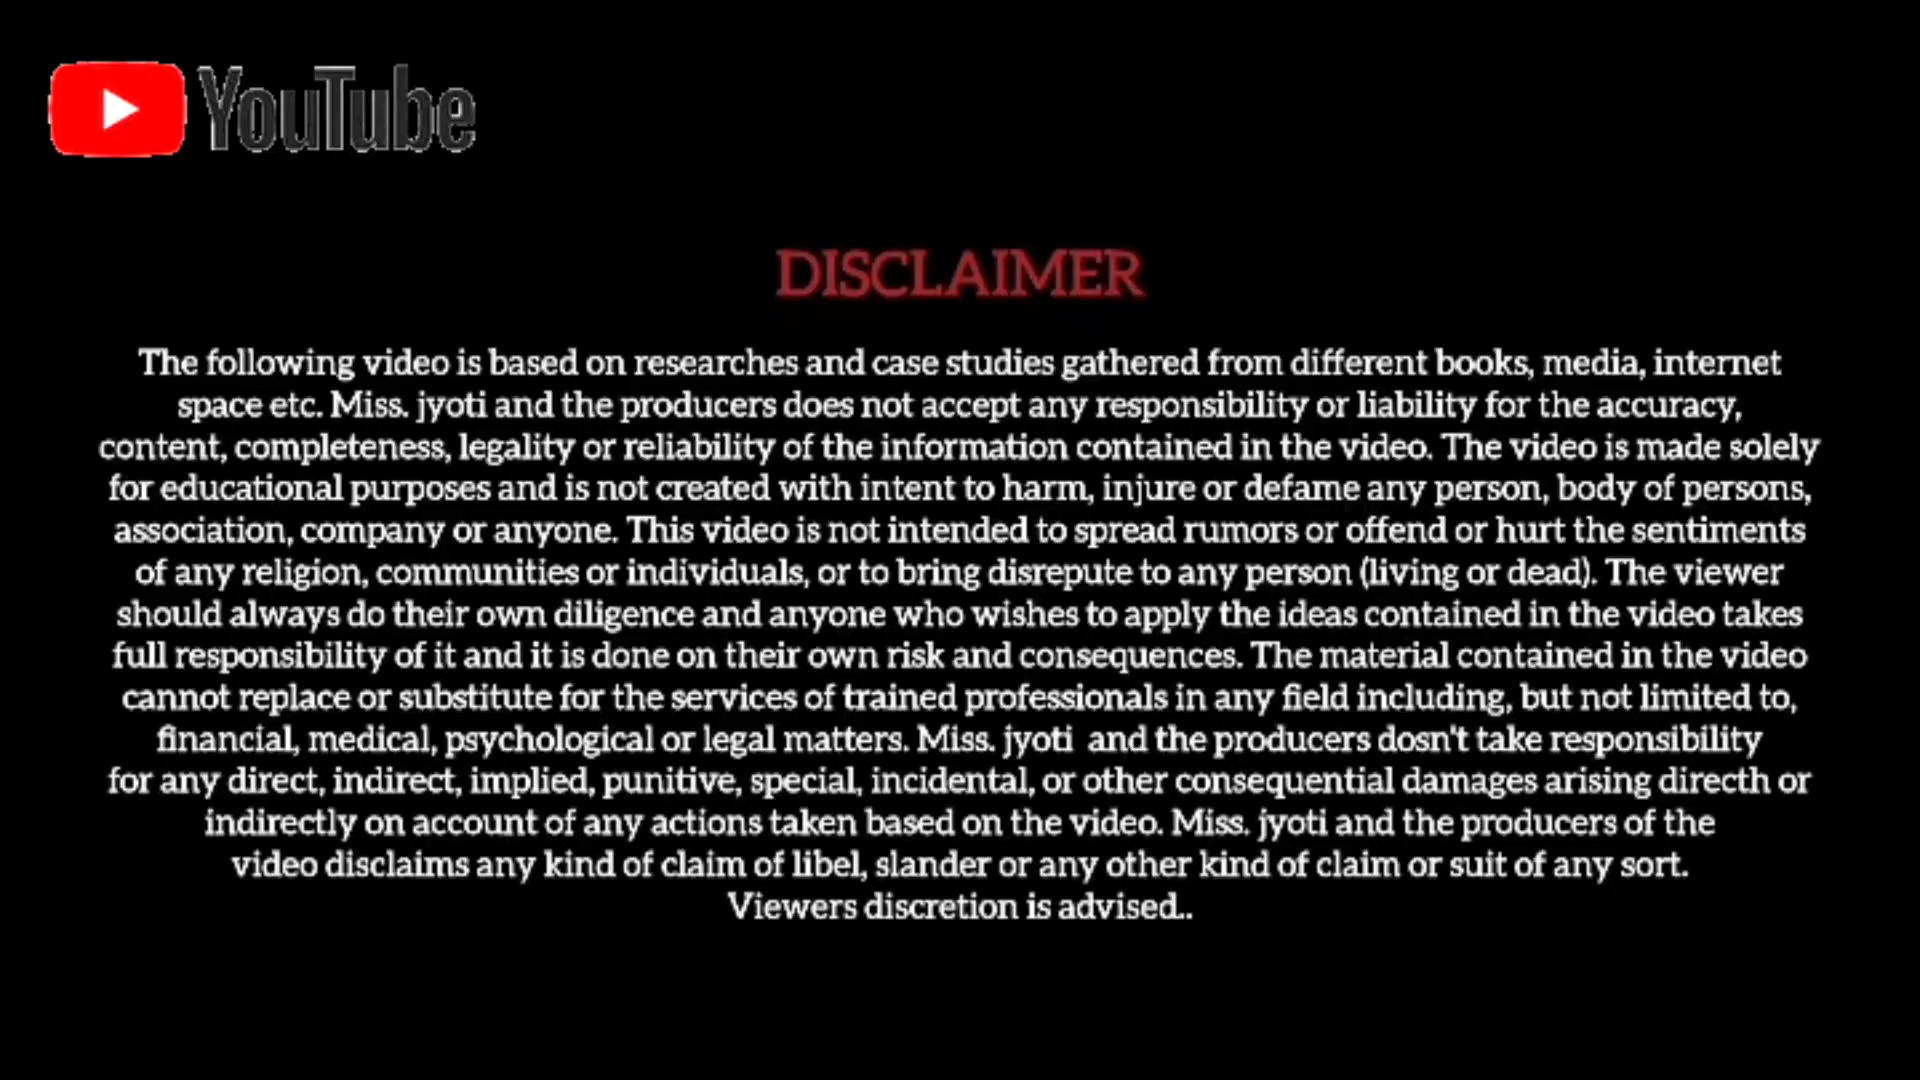 YouTube
DISCLAIMER
The following video is based on researches and case studies gathered from different books, media, internet
space etc. Miss. jyoti and the producers does not accept any responsibility or liability for the accuracy,
content, completeness, legality or reliability of the information contained in the video. The video is made solely
for educational purposes and is not created with intent to harm, injure or defame any person, body of persons,
association, company or anyone. This video is not intended to spread rumors or offend or hurt the sentiments
of any religion, communities or individuals, or to bring disrepute to any person (living or dead). The viewer
should always do their own diligence and anyone who wishes to apply the ideas contained in the video takes
full responsibility of it and it is done on their own risk and consequences. The material contained in the video
cannot replace or substitute for the services of trained professionals in any field including, but not limited to,
financial, medical, psychological or legal matters. Miss. jyoti and the producers dosn't take responsibility
for any direct, indirect, implied, punitive, special, incidental, or other consequential damages arising directh or
indirectly on account of any actions taken based on the video. Miss. jyoti and the producers of the
video disclaims any kind of claim of libel, slander or any other kind of claim or suit of any sort.
Viewers discretion is advised..